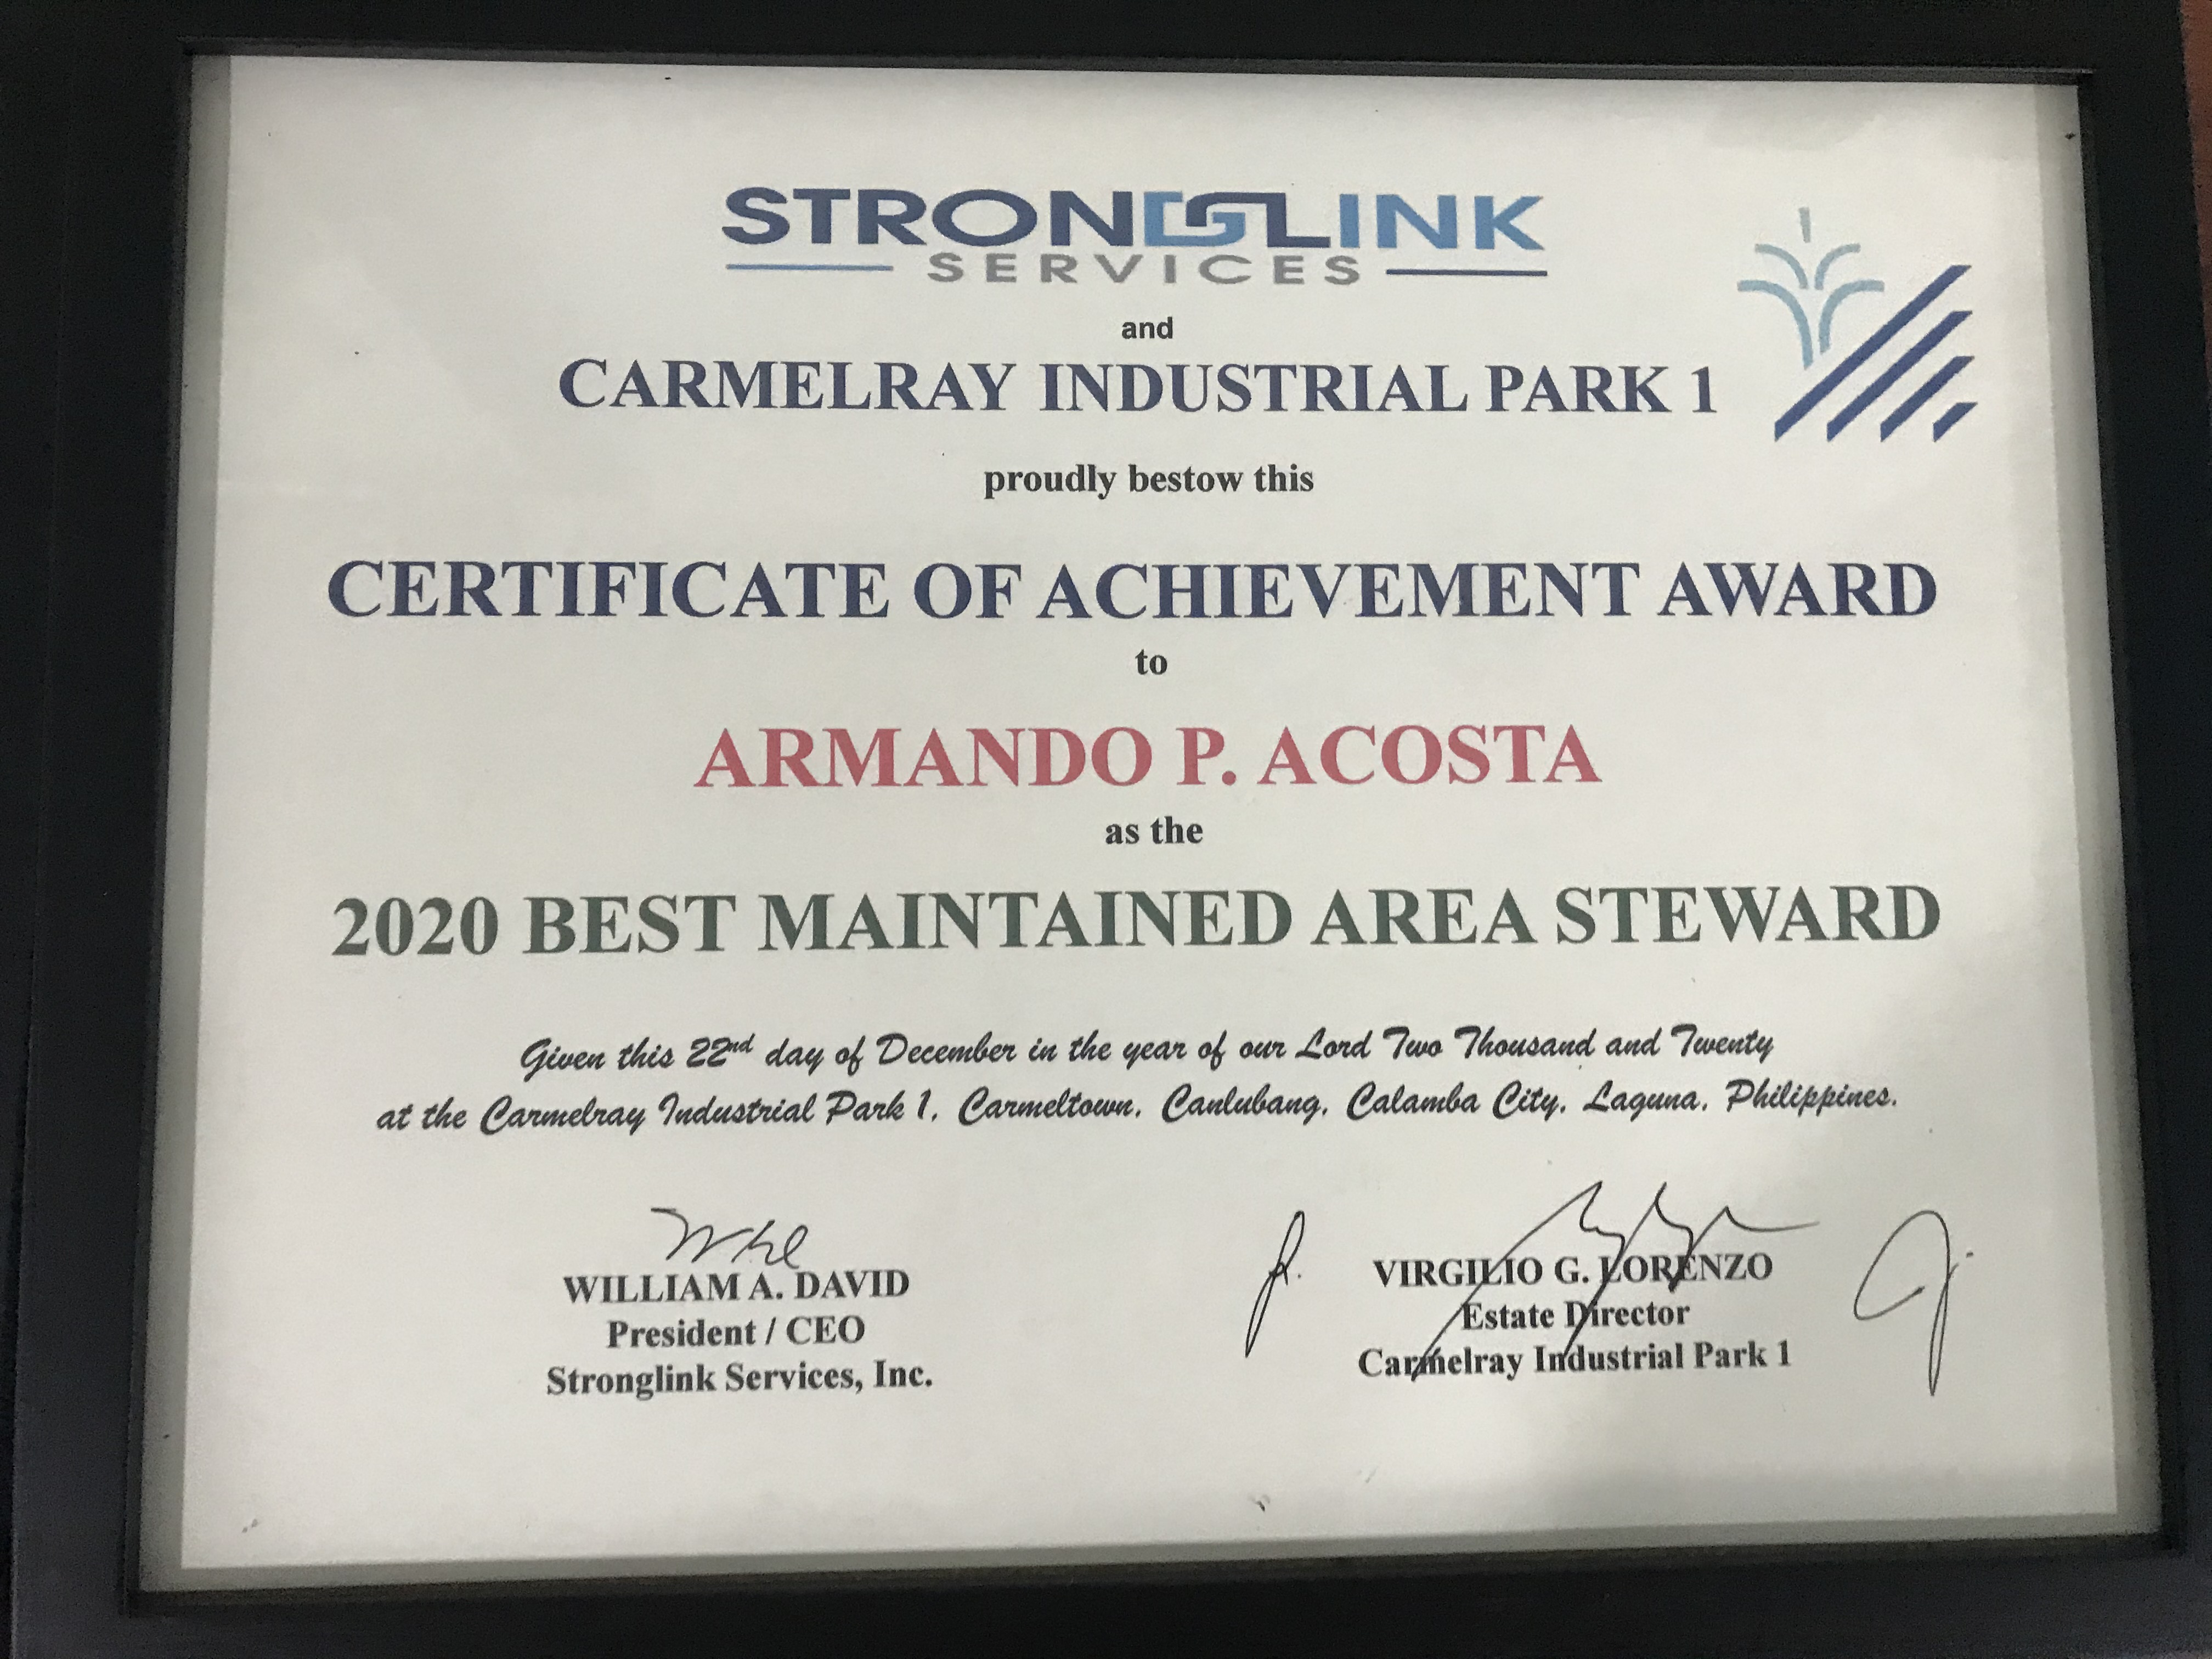 STRONGLINK
SERVICES
and
CARMELRAY INDUSTRIAL PARK 1
proudly bestow this
CERTIFICATE OF ACHIEVEMENT AWARD
to
ARMANDO P. ACOSTA
as the
2020 BEST MAINTAINED AREA STEWARD
Given this 22nd day of December in the year of our Lord Two Thousand and Twenty
at the Carmelray Industrial Park 1, Carmeltown, Canlubang, Calamba City, Laguna, Philippines.
WILLIAM A. DAVID
President / CEO
Stronglink Services, Inc.
VIRGILIO G. LORENZO
Estate Director
Carmelray Industrial Park 1